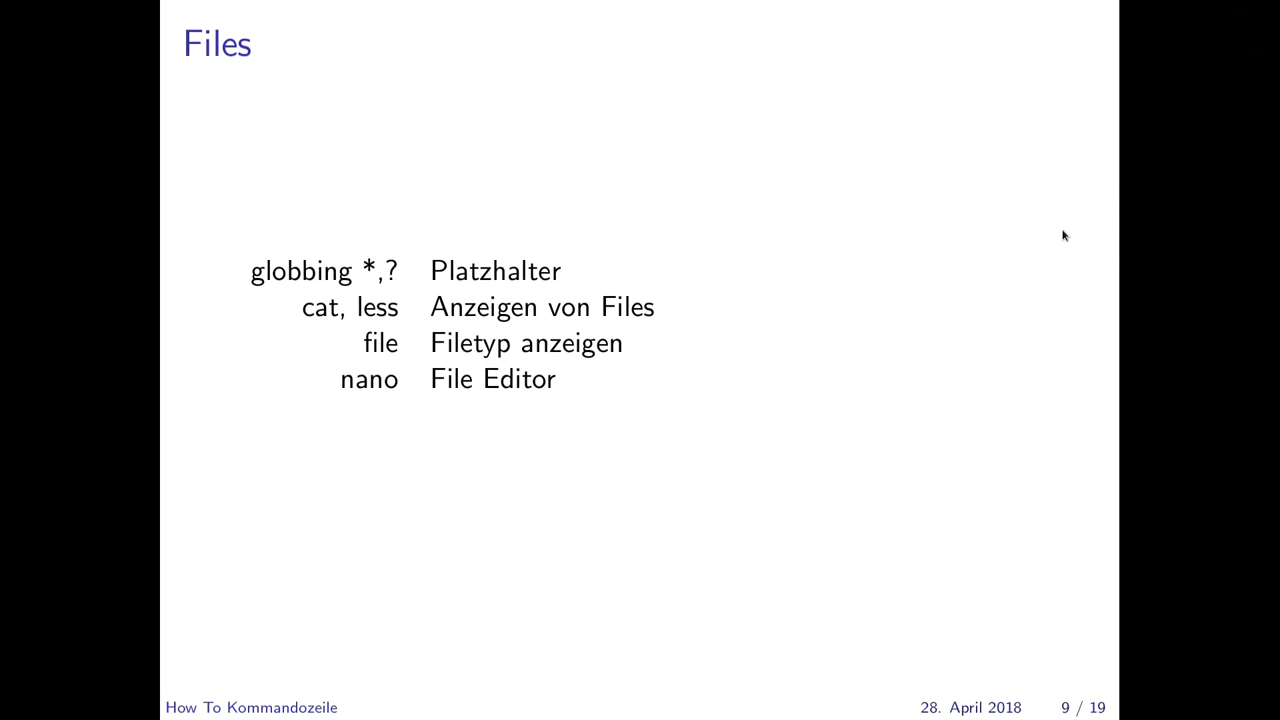 Files
globbing *,? Platzhalter
cat, less Anzeigen von Files
file Filetyp anzeigen
nano File Editor
How To Kommandozeile 28. April 2018 9 / 19